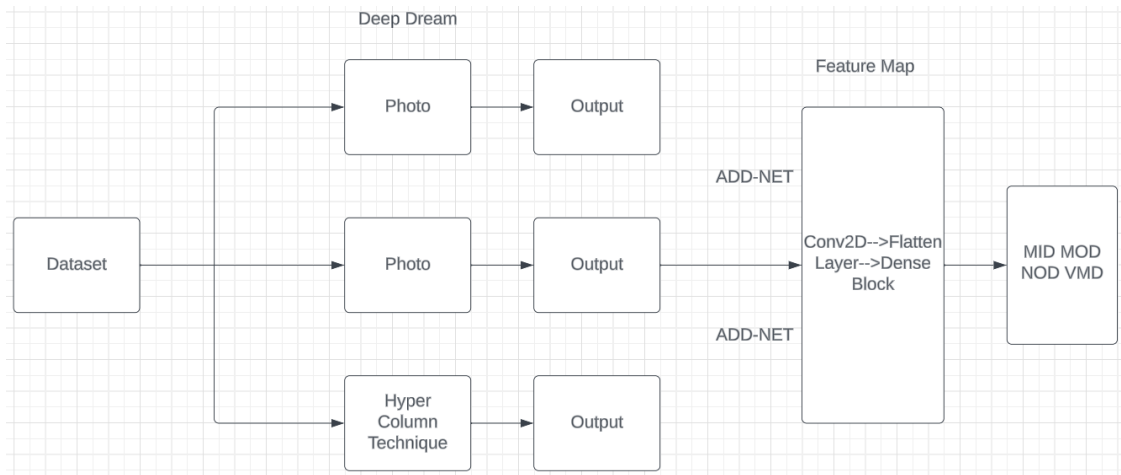 Deep Dream
Photo
Output
Feature Map
ADD-NET
Dataset
Photo
Output
Conv2D-->Flatten
Layer-->Dense
Block
MID MOD
NOD VMD
ADD-NET
Hyper
Column
Technique
Output